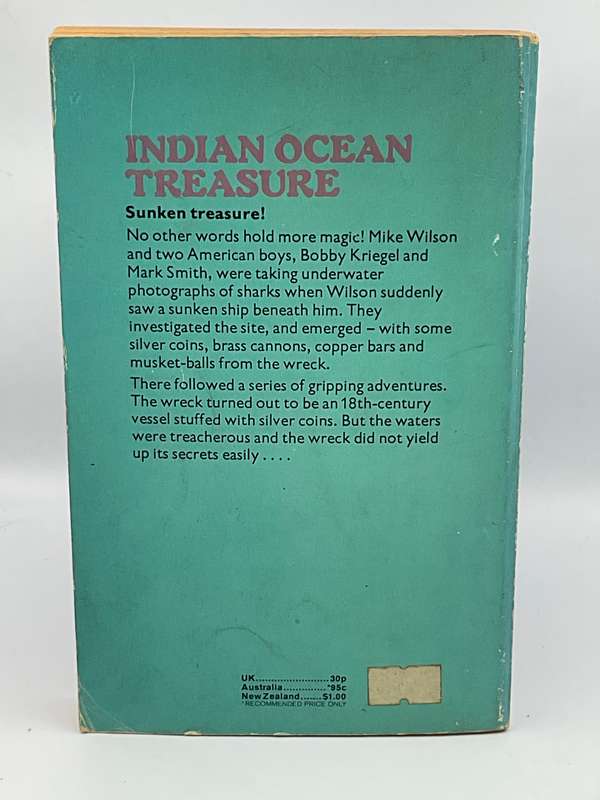 INDIAN OCEAN
TREASURE
Sunken treasure!
No other words hold more magic! Mike Wilson
and two American boys, Bobby Kriegel and
Mark Smith, were taking underwater
photographs of sharks when Wilson suddenly
saw a sunken ship beneath him. They
investigated the site, and emerged – with some
silver coins, brass cannons, copper bars and
musket-balls from the wreck.
There followed a series of gripping adventures.
The wreck turned out to be an 18th-century
vessel stuffed with silver coins. But the waters
were treacherous and the wreck did not yield
up its secrets easily . . . .
UK........................30p
Australia..............*95c
New Zealand.......$1.00
*RECOMMENDED PRICE ONLY